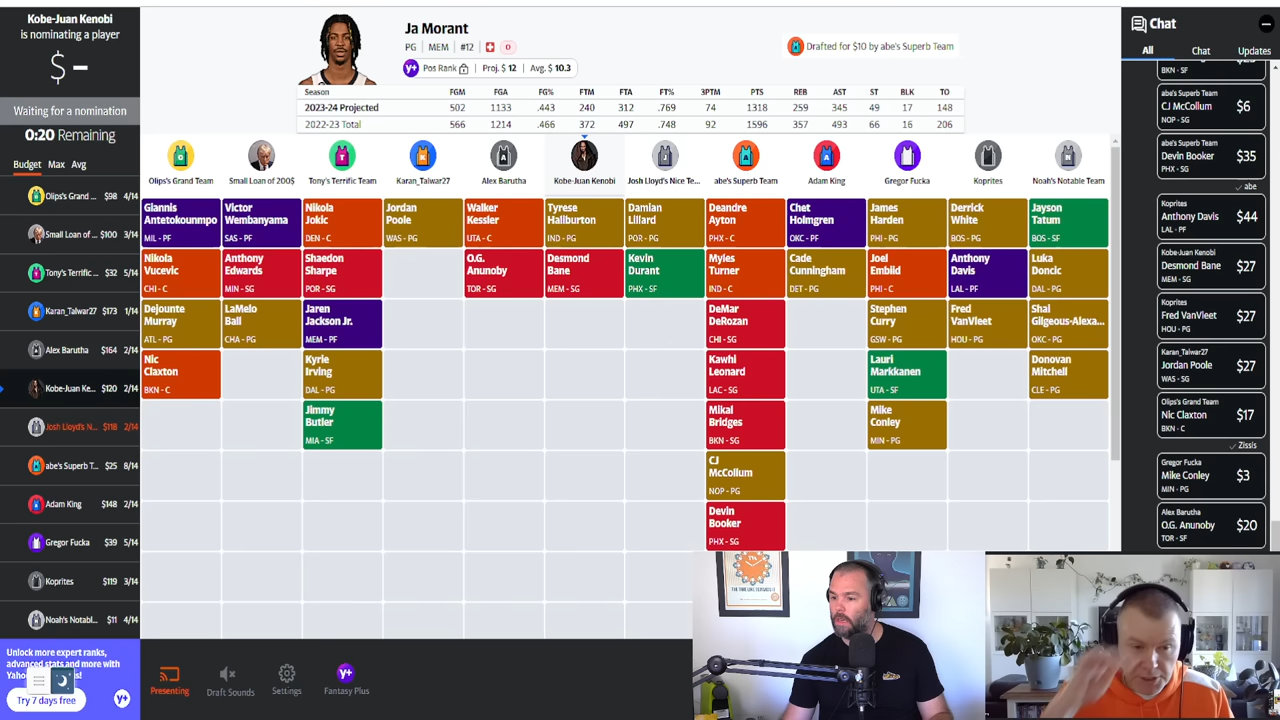 Kobe-Juan Kenobi
is nominating a player
$ –
Waiting for a nomination
0:20 Remaining
Budget Max Avg
Olips's Grand ... $98 4/14
Small Loan of ... $100 3/14
Tony's Terrific ... $32 5/14
Karan_Talwar27 $173 1/14
Alex Barutha $164 2/14
Kobe-Juan Ke... $120 2/14
Josh Lloyd's N... $118 2/14
abe's Superb T... $25 8/14
Adam King $148 2/14
Gregor Fucka $39 5/14
Koprites $119 3/14
Noah's Notabl... $11 4/14
Unlock more expert ranks,
advanced stats and more with
Try 7 days free
y+
Ja Morant
PG MEM #12 O
y+ Pos Rank Proj. $ 12 Avg. $ 10.3
Drafted for $10 by abe's Superb Team
Season FGM FGA FG% FTM FTA FT% 3PTM PTS REB AST ST BLK TO
2023-24 Projected 502 1133 .443 240 312 .769 74 1318 259 345 49 17 148
2022-23 Total 566 1214 .466 372 497 .748 92 1596 357 493 66 16 206
Olips's Grand Team Small Loan of 200$ Tony's Terrific Team Karan_Talwar27 Alex Barutha Kobe-Juan Kenobi Josh Lloyd's Nice Te... abe's Superb Team Adam King Gregor Fucka Koprites Noah's Notable Team
Giannis Victor Nikola Jordan Walker Tyrese Damian Deandre Chet James Derrick Jayson
Antetokounmpo Wembanyama Jokic Poole Kessler Haliburton Lillard Ayton Holmgren Harden White Tatum
MIL - PF SAS - PF DEN - C WAS - PG UTA - C IND - PG POR - PG PHX - C OKC - PF PHI - PG BOS - PG BOS - SF
Nikola Anthony Shaedon O.G. Desmond Kevin Myles Cade Joel Anthony Luka
Vucevic Edwards Sharpe Anunoby Bane Durant Turner Cunningham Embiid Davis Doncic
CHI - C MIN - SG POR - SG TOR - SG MEM - SG PHX - SF IND - C DET - PG PHI - C LAL - PF DAL - PG
Dejounte LaMelo Jaren DeMar Stephen Fred Shai
Murray Ball Jackson Jr. DeRozan Curry VanVleet Gilgeous-Alexa...
ATL - PG CHA - PG MEM - PF CHI - SG GSW - PG HOU - PG OKC - PG
Nic Kyrie Kawhi Lauri Donovan
Claxton Irving Leonard Markkanen Mitchell
BKN - C DAL - PG LAC - SG UTA - SF CLE - PG
Jimmy Mikal Mike
Butler Bridges Conley
MIA - SF BKN - SG MIN - PG
CJ
McCollum
NOP - PG
Devin
Booker
PHX - SG
Presenting Draft Sounds Settings Fantasy Plus
Chat
All Chat Updates
BKN - SF
abe's Superb Team
CJ McCollum $6
NOP - SG
abe's Superb Team
Devin Booker $35
PHX - SG
abe
Koprites
Anthony Davis $44
LAL - PF
Kobe-Juan Kenobi
Desmond Bane $27
MEM - SG
Koprites
Fred VanVleet $27
HOU - PG
Karan_Talwar27
Jordan Poole $27
WAS - SG
Olips's Grand Team
Nic Claxton $17
BKN - C
Zissis
Gregor Fucka
Mike Conley $3
MIN - PG
Alex Barutha
O.G. Anunoby $20
TOR - SF